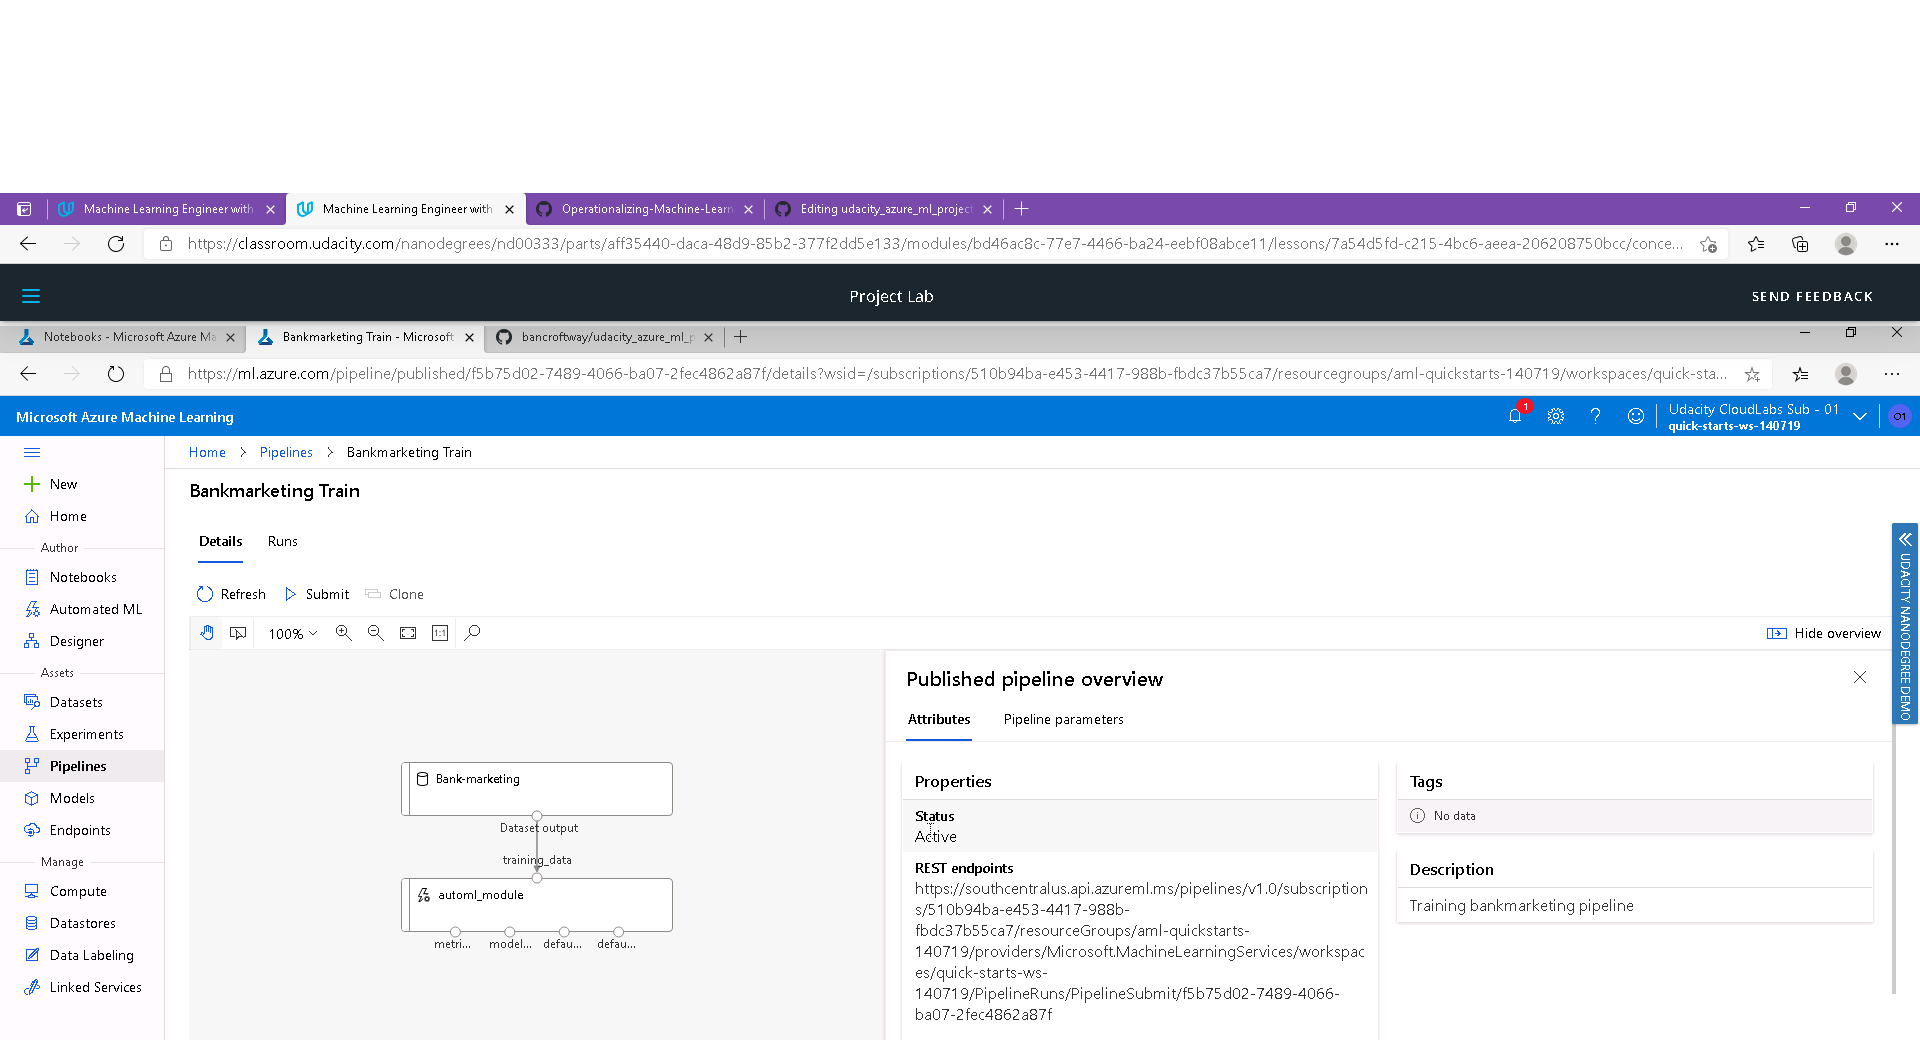 Machine Learning Engineer with
Machine Learning Engineer with
Operationalizing-Machine-Learn
Editing udacity_azure_ml_project
https://classroom.udacity.com/nanodegrees/nd00333/parts/aff35440-daca-48d9-85b2-377f2dd5e133/modules/bd46ac8c-77e7-4466-ba24-eebf08abce11/lessons/7a54d5fd-c215-4bc6-aeea-206208750bcc/conce...
Project Lab
SEND FEEDBACK
Notebooks - Microsoft Azure Ma
Bankmarketing Train - Microsoft
bancroftway/udacity_azure_ml_p
https://ml.azure.com/pipeline/published/f5b75d02-7489-4066-ba07-2fec4862a87f/details?wsid=/subscriptions/510b94ba-e453-4417-988b-fbdc37b55ca7/resourcegroups/aml-quickstarts-140719/workspaces/quick-sta...
Microsoft Azure Machine Learning
1
Udacity CloudLabs Sub - 01
quick-starts-ws-140719
O1
Home > Pipelines > Bankmarketing Train
New
Home
Author
Notebooks
Automated ML
Designer
Assets
Datasets
Experiments
Pipelines
Models
Endpoints
Manage
Compute
Datastores
Data Labeling
Linked Services
Bankmarketing Train
Details
Runs
Refresh
Submit
Clone
100%
1:1
Hide overview
Bank-marketing
Dataset output
training_data
automl_module
metri...
model...
defau...
defau...
Published pipeline overview
Attributes
Pipeline parameters
Properties
Status
Active
REST endpoints
https://southcentralus.api.azureml.ms/pipelines/v1.0/subscription
s/510b94ba-e453-4417-988b-
fbdc37b55ca7/resourceGroups/aml-quickstarts-
140719/providers/Microsoft.MachineLearningServices/workspac
es/quick-starts-ws-
140719/PipelineRuns/PipelineSubmit/f5b75d02-7489-4066-
ba07-2fec4862a87f
Tags
No data
Description
Training bankmarketing pipeline
UDACITY NANODEGREE DEMO